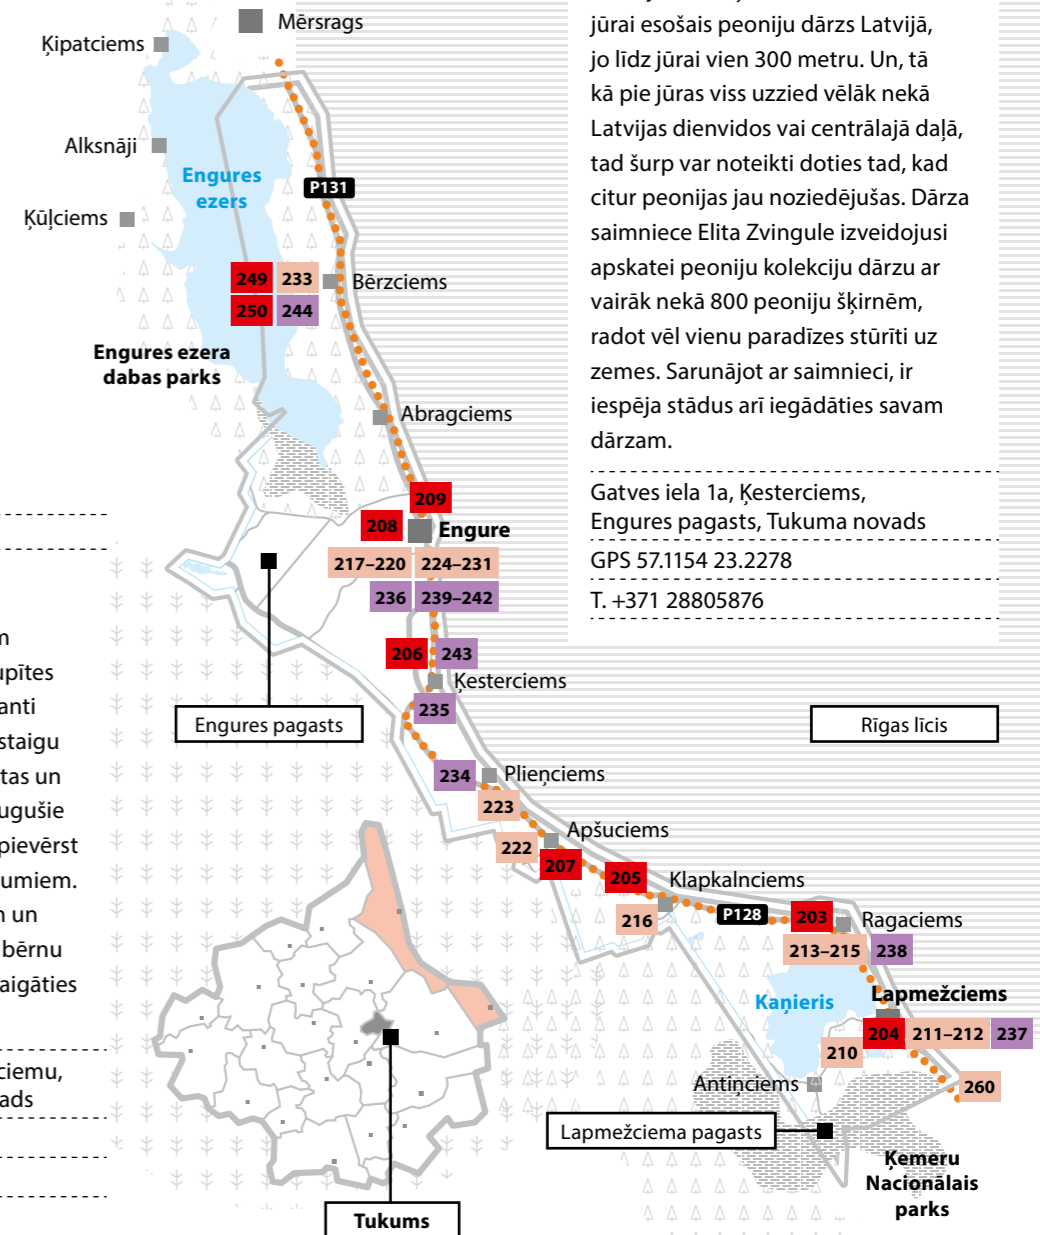 Mērsrags
Ķipatciems
Alksnāji
Engures
ezers
P131
Ķūļciems
249 233
Bērzciems
250 244
Engures ezera
dabas parks
Abragciems
209
208
Engure
217–220 224–231
236 239–242
206 243
Ķesterciems
235
Engures pagasts
234
Plieņciems
223
Apšuciems
222
207
205
Klapkalnciems
216
P128
203
Ragaciems
213–215 238
Kaņieris
Lapmežciems
204 211–212 237
210
Antiņciems
260
Lapmežciema pagasts
Ķemeru
Nacionālais
parks
Rīgas līcis
Tukums
jūrai esošais peoniju dārzs Latvijā,
jo līdz jūrai vien 300 metru. Un, tā
kā pie jūras viss uzzied vēlāk nekā
Latvijas dienvidos vai centrālajā daļā,
tad šurp var noteikti doties tad, kad
citur peonijas jau noziedējušas. Dārza
saimniece Elita Zvingule izveidojusi
apskatei peoniju kolekciju dārzu ar
vairāk nekā 800 peoniju šķirnēm,
radot vēl vienu paradīzes stūrīti uz
zemes. Sarunājot ar saimnieci, ir
iespēja stādus arī iegādāties savam
dārzam.
Gatves iela 1a, Ķesterciems,
Engures pagasts, Tukuma novads
GPS 57.1154 23.2278
T. +371 28805876
upītes
anti
staigu
tas un
ugušie
pievērst
umiem.
n un
bērnu
aigāties
ciemu,
ads